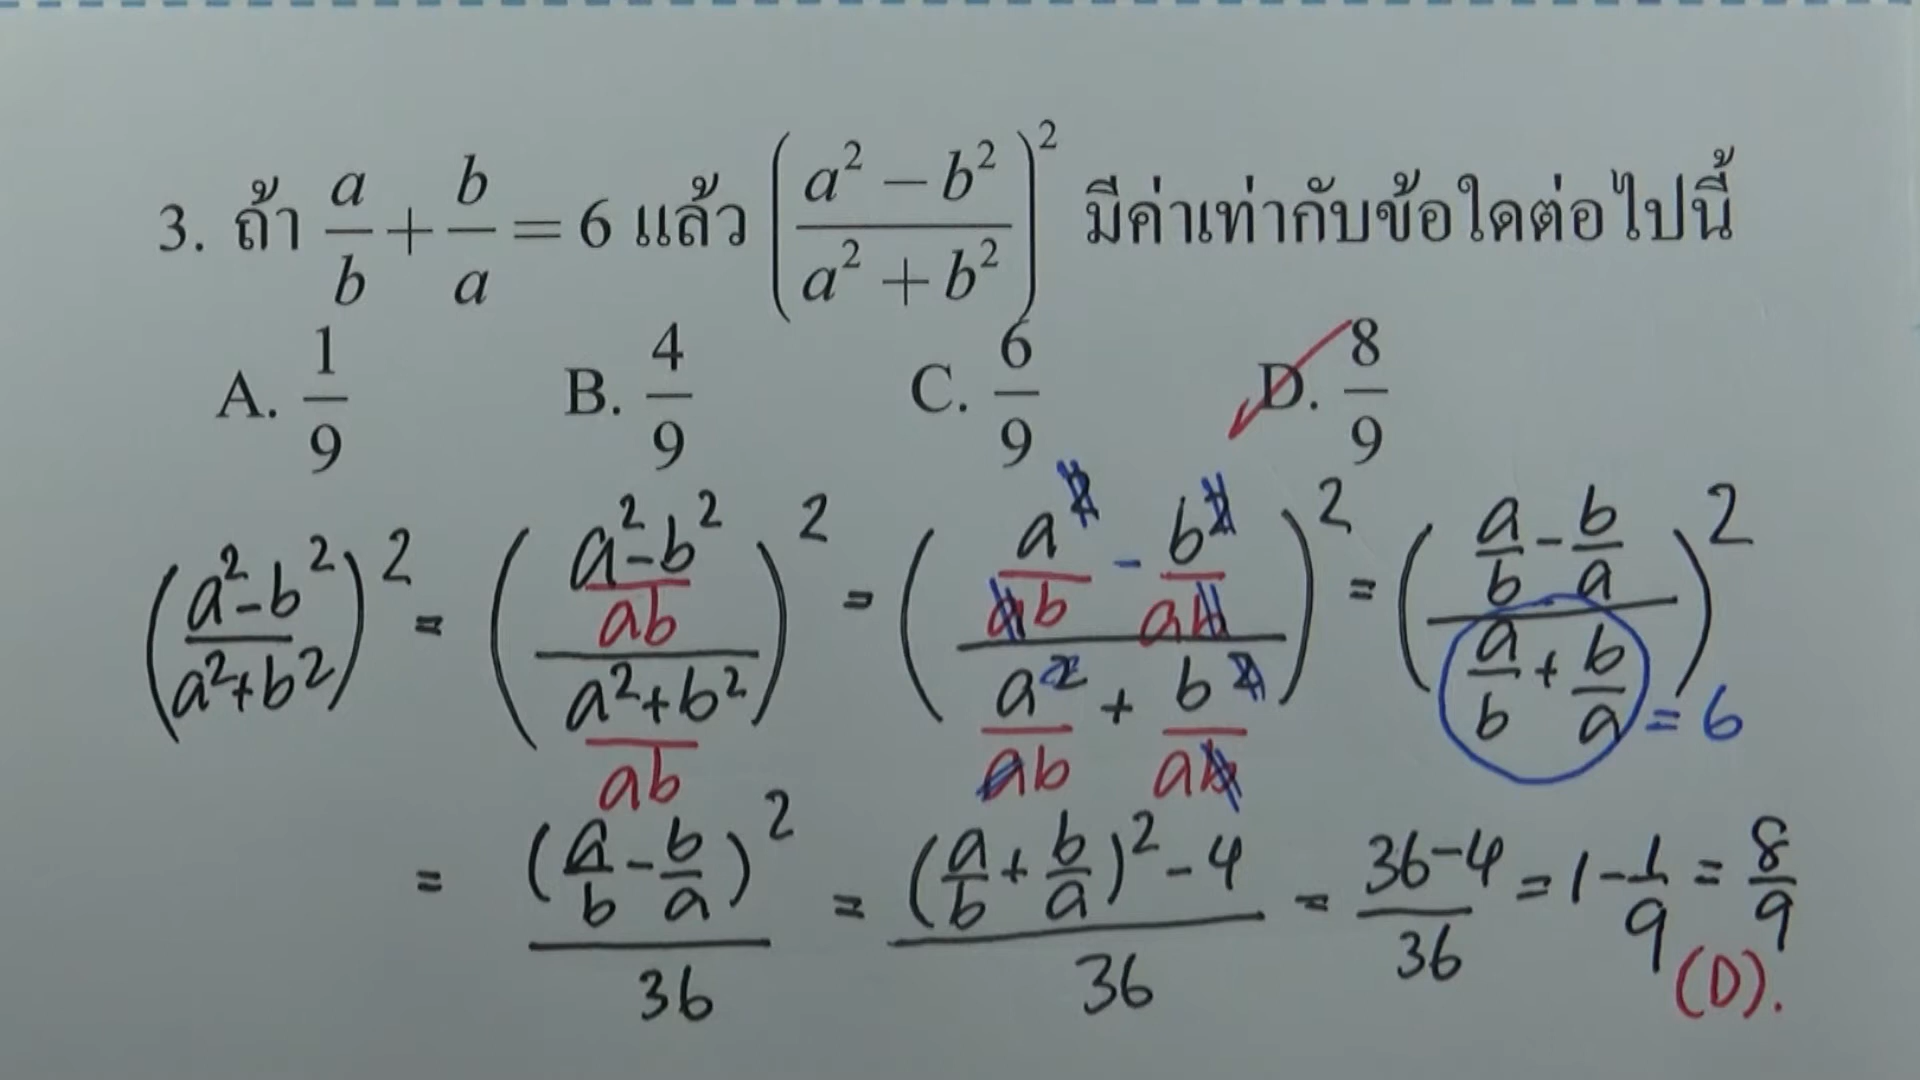 3. ถ้า a/b + b/a = 6 แล้ว ((a² − b²)/(a² + b²))² มีค่าเท่ากับข้อใดต่อไปนี้
A. 1/9 B. 4/9 C. 6/9 D. 8/9
((a²-b²)/(a²+b²))² = (((a²-b²)/ab)/((a²+b²)/ab))² = ((a²/ab - b²/ab)/(a²/ab + b²/ab))² = ((a/b - b/a)/(a/b + b/a))² = 6
= (a/b - b/a)²/36 = ((a/b + b/a)² - 4)/36 = (36-4)/36 = 1 - 1/9 = 8/9
(D).